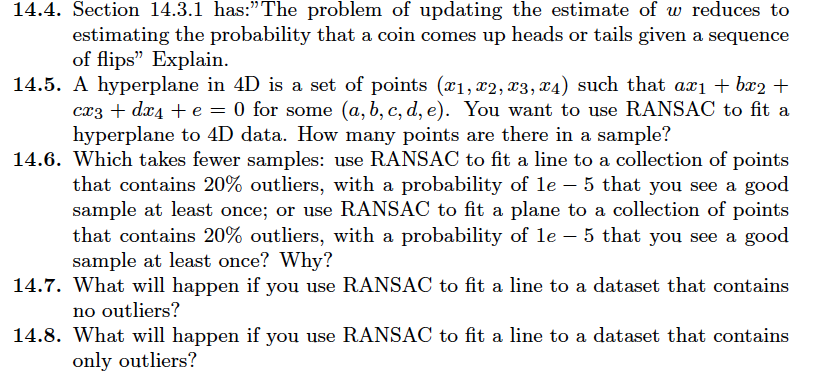 14.4. Section 14.3.1 has:”The problem of updating the estimate of w reduces to
estimating the probability that a coin comes up heads or tails given a sequence
of flips” Explain.
14.5. A hyperplane in 4D is a set of points (x₁, x₂, x₃, x₄) such that ax₁ + bx₂ +
cx₃ + dx₄ + e = 0 for some (a, b, c, d, e). You want to use RANSAC to fit a
hyperplane to 4D data. How many points are there in a sample?
14.6. Which takes fewer samples: use RANSAC to fit a line to a collection of points
that contains 20% outliers, with a probability of 1e − 5 that you see a good
sample at least once; or use RANSAC to fit a plane to a collection of points
that contains 20% outliers, with a probability of 1e − 5 that you see a good
sample at least once? Why?
14.7. What will happen if you use RANSAC to fit a line to a dataset that contains
no outliers?
14.8. What will happen if you use RANSAC to fit a line to a dataset that contains
only outliers?